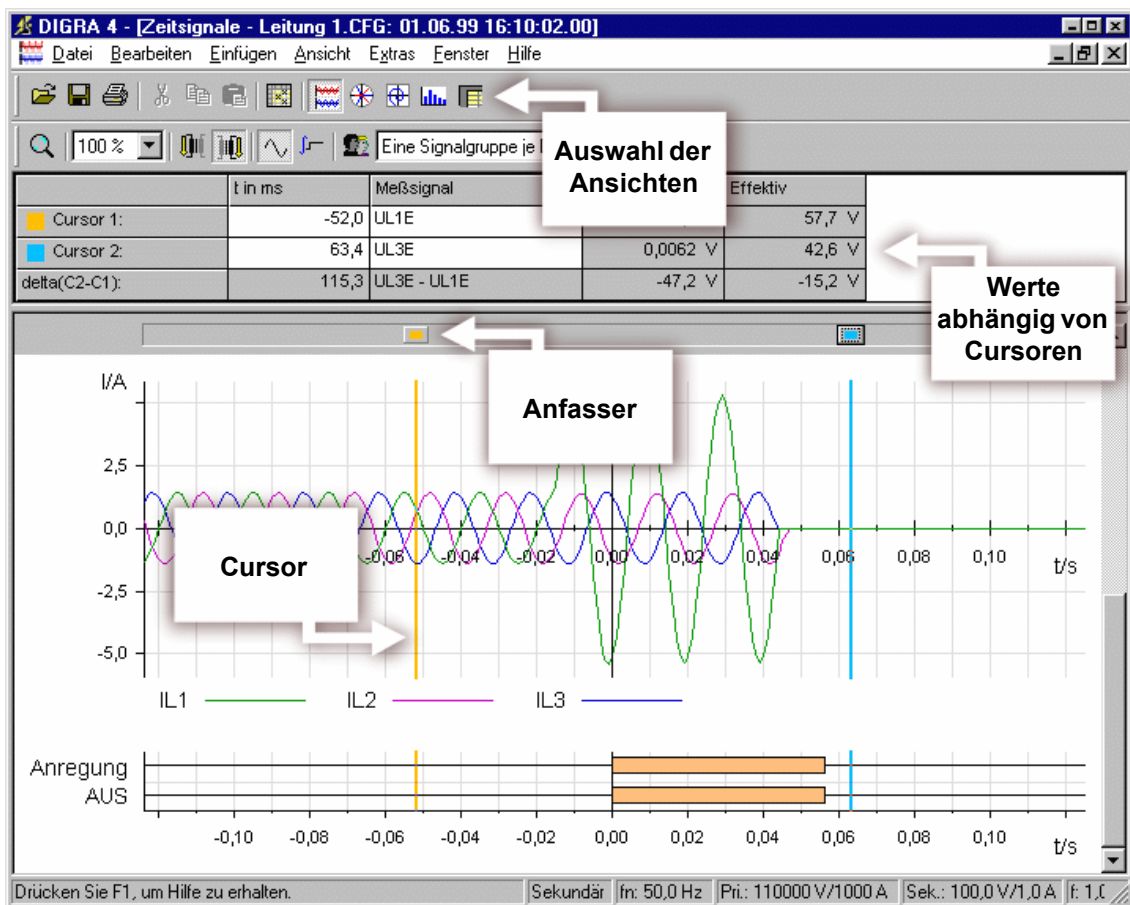 DIGRA 4 - [Zeitsignale - Leitung 1.CFG: 01.06.99 16:10:02.00]
Datei Bearbeiten Einfügen Ansicht Extras Fenster Hilfe
100 % Eine Signalgruppe je
Auswahl der
Ansichten
t in ms Meßsignal Effektiv
Cursor 1: -52,0 UL1E 57,7 V
Cursor 2: 63,4 UL3E 0,0062 V 42,6 V
delta(C2-C1): 115,3 UL3E - UL1E -47,2 V -15,2 V
Werte
abhängig von
Cursoren
Anfasser
I/A
2,5
0,0
-2,5
-5,0
-0,06 -0,04 -0,02 0,00 0,02 0,04 0,06 0,08 0,10 t/s
Cursor
IL1 IL2 IL3
Anregung
AUS
-0,10 -0,08 -0,06 -0,04 -0,02 0,00 0,02 0,04 0,06 0,08 0,10 t/s
Drücken Sie F1, um Hilfe zu erhalten. Sekundär fn: 50,0 Hz Pri.: 110000 V/1000 A Sek.: 100,0 V/1,0 A f: 1,